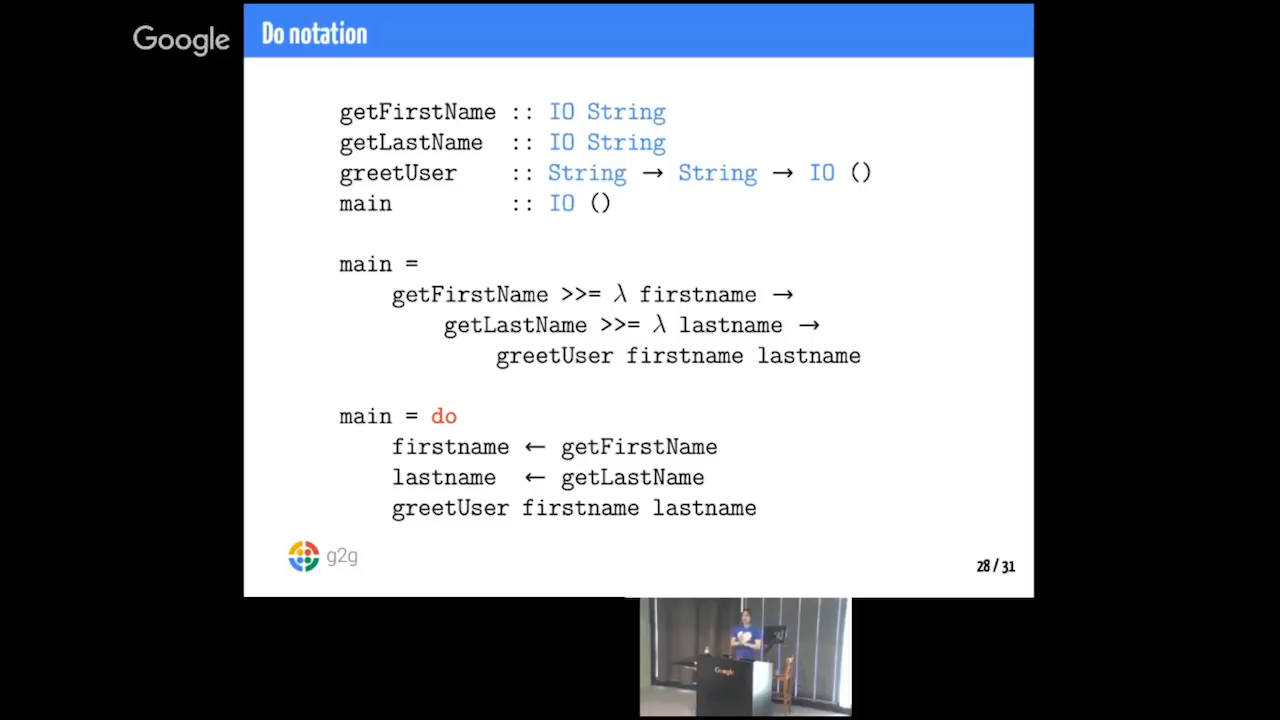 Google
Do notation
getFirstName :: IO String
getLastName :: IO String
greetUser :: String → String → IO ()
main :: IO ()
main =
getFirstName >>= λ firstname →
getLastName >>= λ lastname →
greetUser firstname lastname
main = do
firstname ← getFirstName
lastname ← getLastName
greetUser firstname lastname
g2g
28 / 31
Google